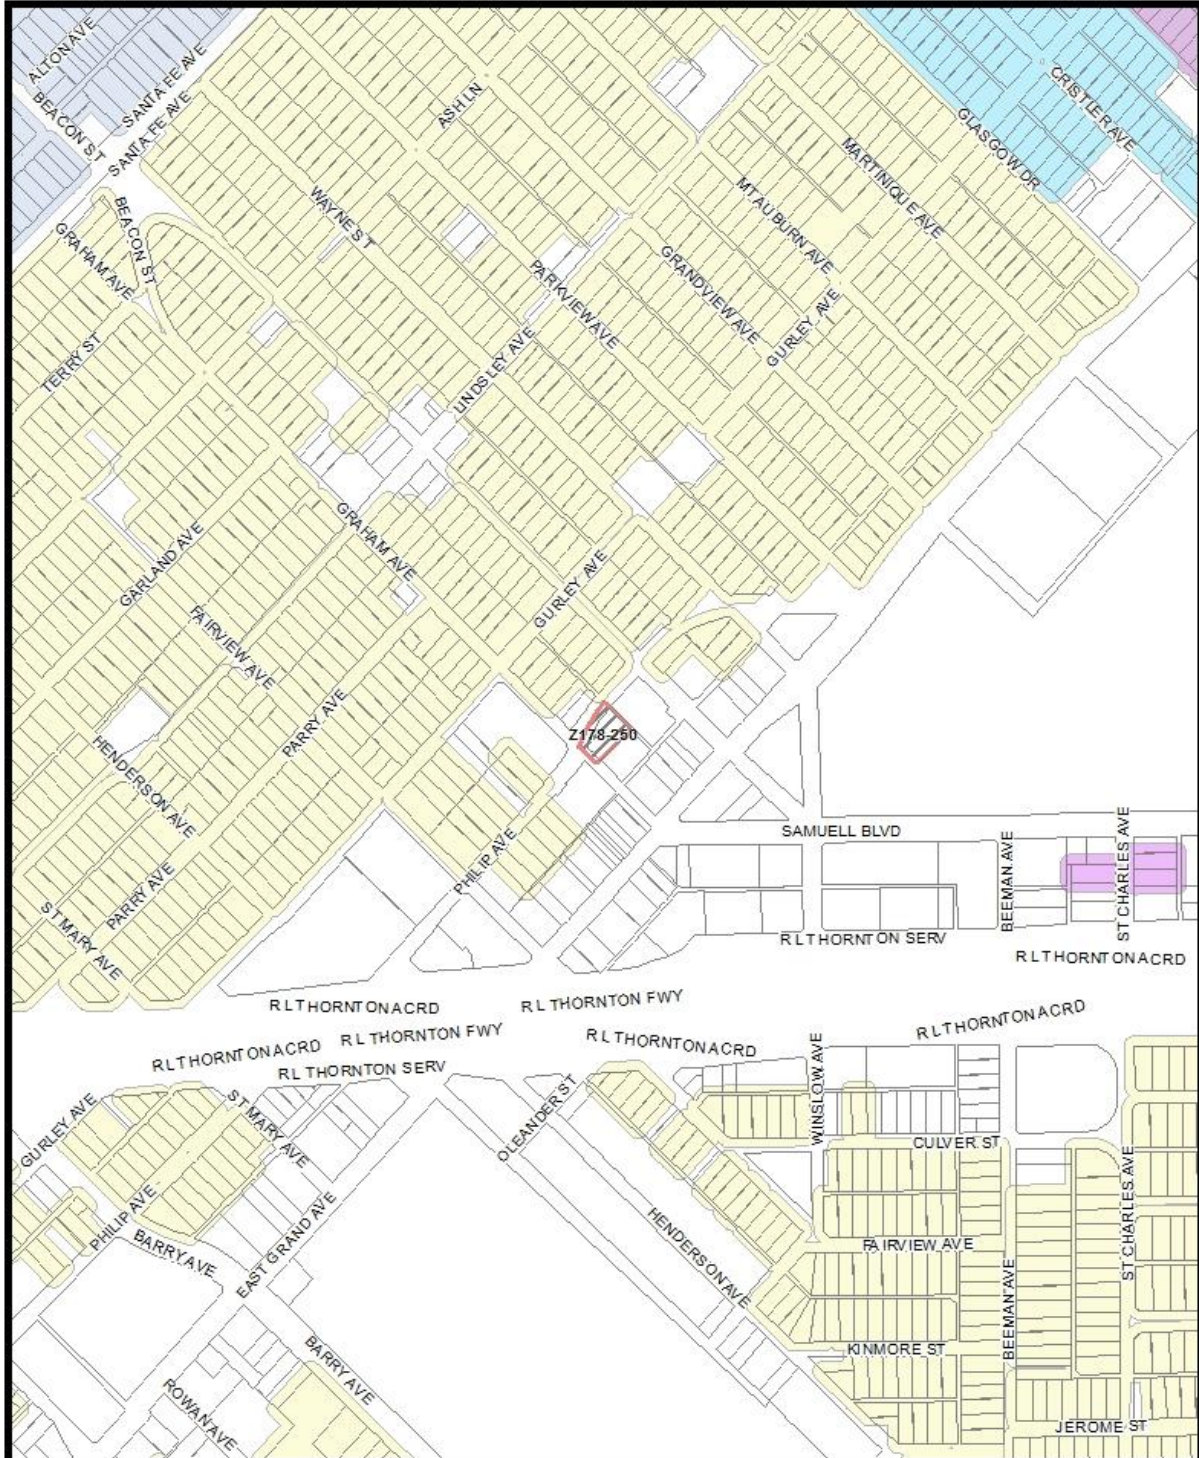 ALTON AVE
SANTA FE AVE
BEACON ST
SANTA FE AVE
ASH LN
CRISTLER AVE
GLASGOW DR
MARTINIQUE AVE
MT AUBURN AVE
WAYNE ST
BEACON ST
GRAHAM AVE
PARKVIEW AVE
GRANDVIEW AVE
GURLEY AVE
TERRY ST
LINDSLEY AVE
GRAHAM AVE
GARLAND AVE
GURLEY AVE
FAIRVIEW AVE
PARRY AVE
Z178-250
HENDERSON AVE
SAMUELL BLVD
PHILIP AVE
BEEMAN AVE
ST CHARLES AVE
PARRY AVE
ST MARY AVE
R L THORNTON SERV
R L THORNTON ACRD
R L THORNTON ACRD
R L THORNTON FWY
R L THORNTON FWY
R L THORNTON ACRD
R L THORNTON ACRD
R L THORNTON ACRD
R L THORNTON SERV
WINSLOW AVE
GURLEY AVE
ST MARY AVE
OLEANDER ST
CULVER ST
PHILIP AVE
BARRY AVE
EAST GRAND AVE
HENDERSON AVE
FAIRVIEW AVE
ST CHARLES AVE
BEEMAN AVE
KINMORE ST
BARRY AVE
ROWAN AVE
JEROME ST